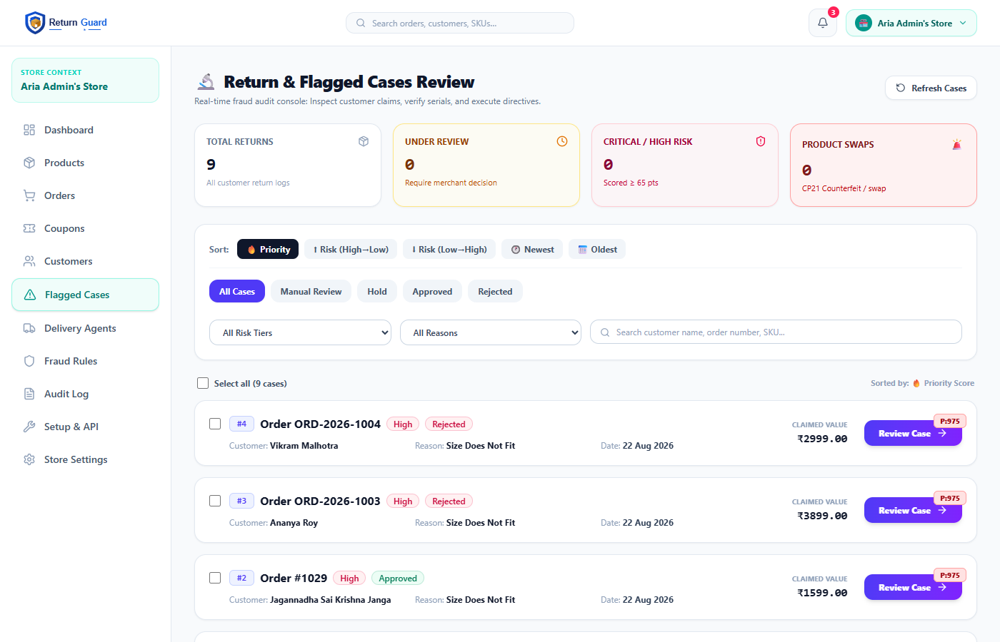 Return Guard
Search orders, customers, SKUs...
3
Aria Admin's Store
STORE CONTEXT
Aria Admin's Store
Dashboard
Products
Orders
Coupons
Customers
Flagged Cases
Delivery Agents
Fraud Rules
Audit Log
Setup & API
Store Settings
Return & Flagged Cases Review
Real-time fraud audit console: Inspect customer claims, verify serials, and execute directives.
Refresh Cases
TOTAL RETURNS
9
All customer return logs
UNDER REVIEW
0
Require merchant decision
CRITICAL / HIGH RISK
0
Scored ≥ 65 pts
PRODUCT SWAPS
0
CP21 Counterfeit / swap
Sort: 🔥 Priority ↑ Risk (High→Low) ↓ Risk (Low→High) 🕐 Newest 📅 Oldest
All Cases Manual Review Hold Approved Rejected
All Risk Tiers All Reasons Search customer name, order number, SKU...
Select all (9 cases) Sorted by: 🔥 Priority Score
#4 Order ORD-2026-1004 High Rejected
Customer: Vikram Malhotra Reason: Size Does Not Fit Date: 22 Aug 2026
CLAIMED VALUE
₹2999.00
Review Case →
P:975
#3 Order ORD-2026-1003 High Rejected
Customer: Ananya Roy Reason: Size Does Not Fit Date: 22 Aug 2026
CLAIMED VALUE
₹3899.00
Review Case →
P:975
#2 Order #1029 High Approved
Customer: Jagannadha Sai Krishna Janga Reason: Size Does Not Fit Date: 22 Aug 2026
CLAIMED VALUE
₹1599.00
Review Case →
P:975